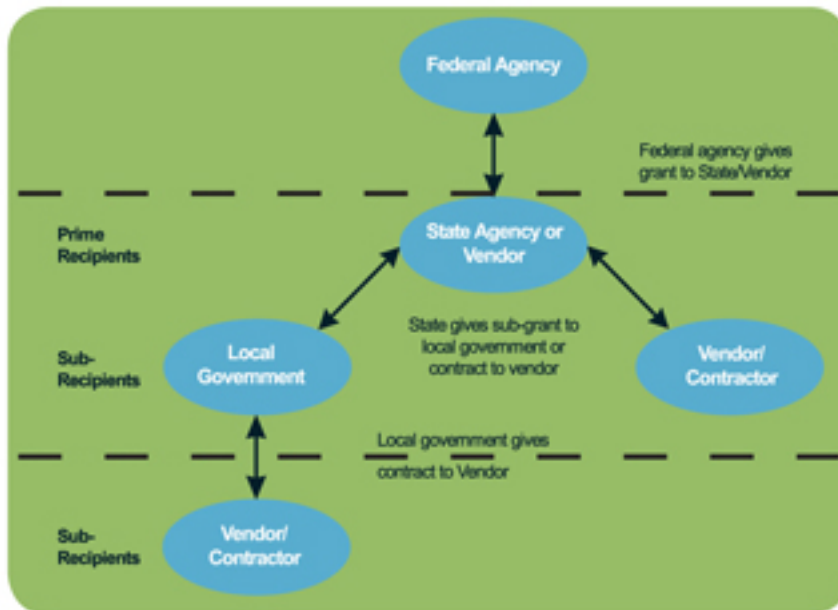 Federal Agency
Federal agency gives
grant to State/Vendor
Prime
Recipients
State Agency or
Vendor
State gives sub-grant to
local government or
contract to vendor
Sub-
Recipients
Local
Government
Vendor/
Contractor
Local government gives
contract to Vendor
Sub-
Recipients
Vendor/
Contractor